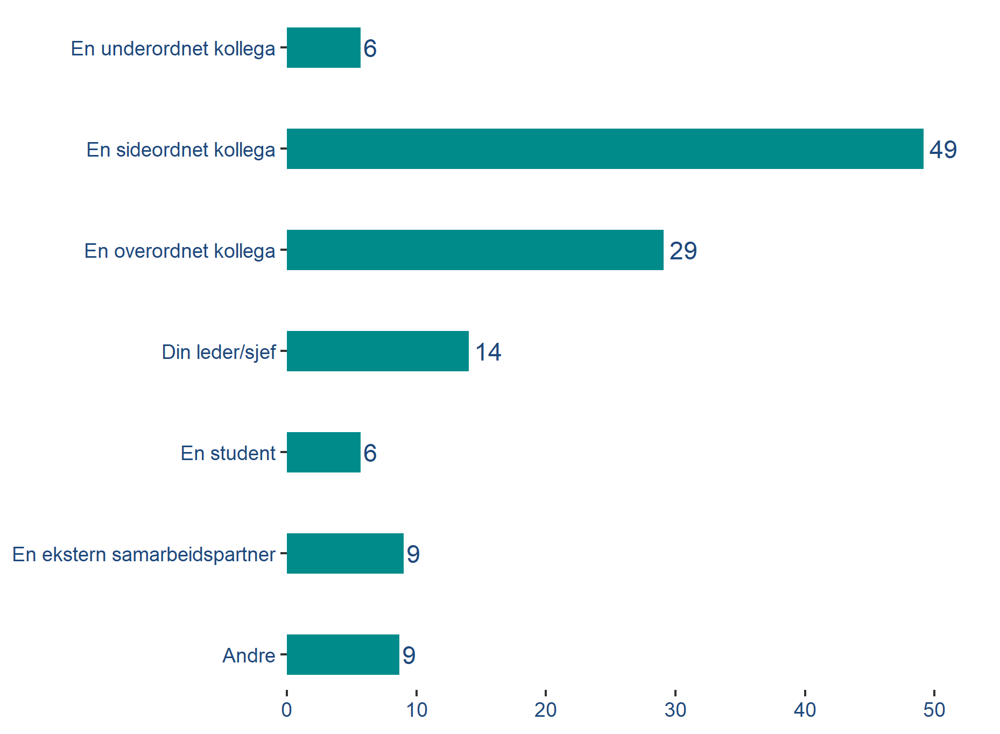 En underordnet kollega 6
En sideordnet kollega 49
En overordnet kollega 29
Din leder/sjef 14
En student 6
En ekstern samarbeidspartner 9
Andre 9
0 10 20 30 40 50